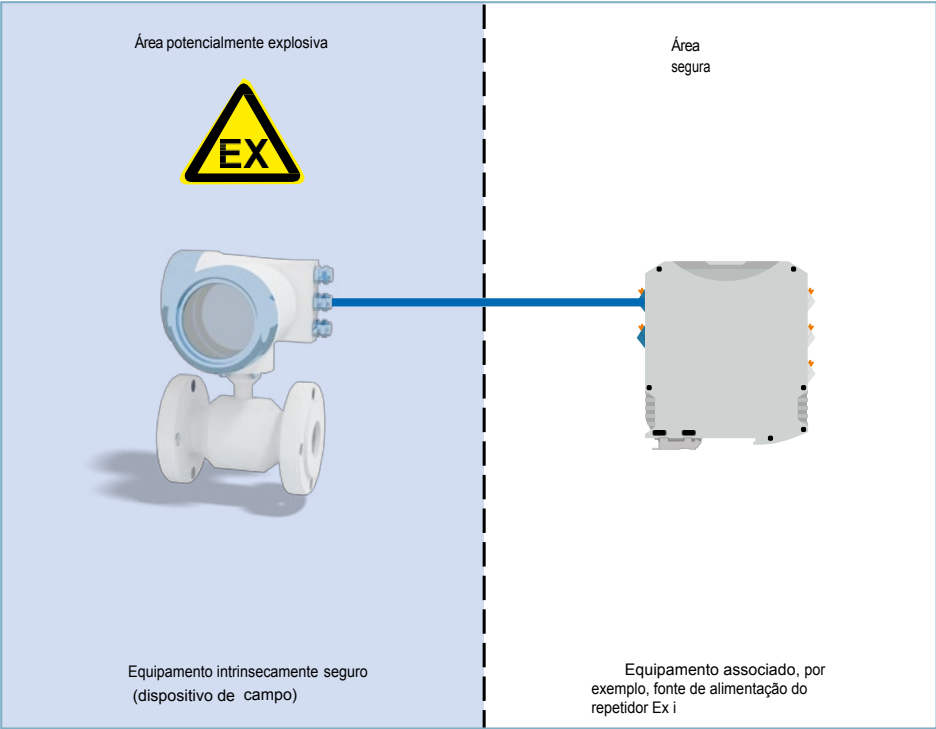 Área potencialmente explosiva
Área
segura
EX
Equipamento intrinsecamente seguro
(dispositivo de campo)
Equipamento associado, por
exemplo, fonte de alimentação do
repetidor Ex i